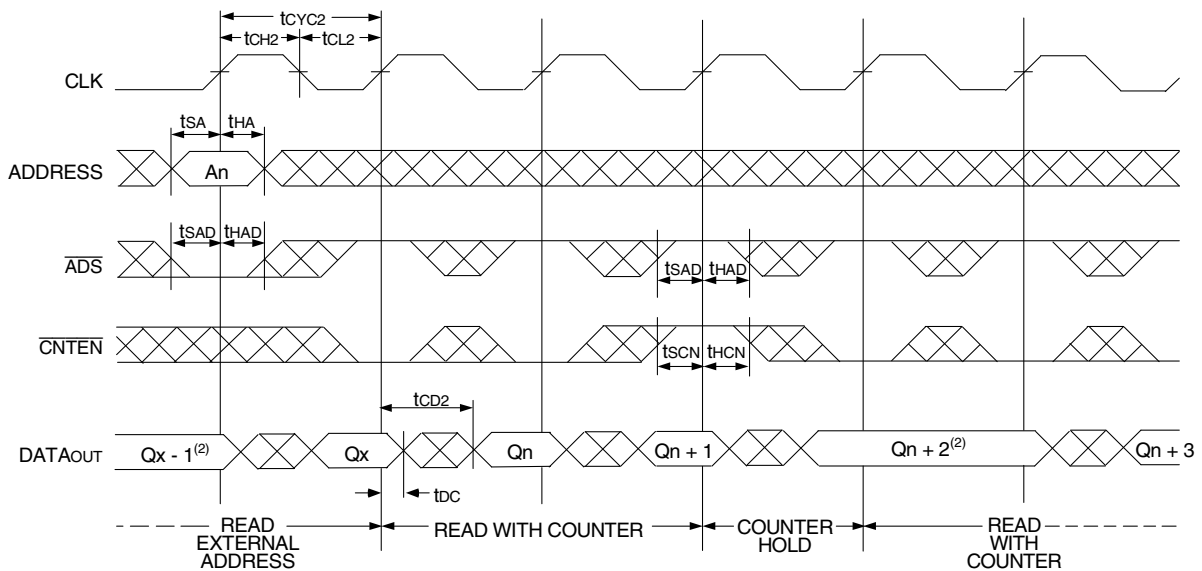 tCYC2
tCH2 tCL2
CLK
tSA tHA
ADDRESS An
tSAD tHAD
ADS
tSAD tHAD
CNTEN
tSCN tHCN
tCD2
DATAOUT Qx - 1(2) Qx Qn Qn + 1 Qn + 2(2) Qn + 3
tDC
READ EXTERNAL ADDRESS
READ WITH COUNTER
COUNTER HOLD
READ WITH COUNTER